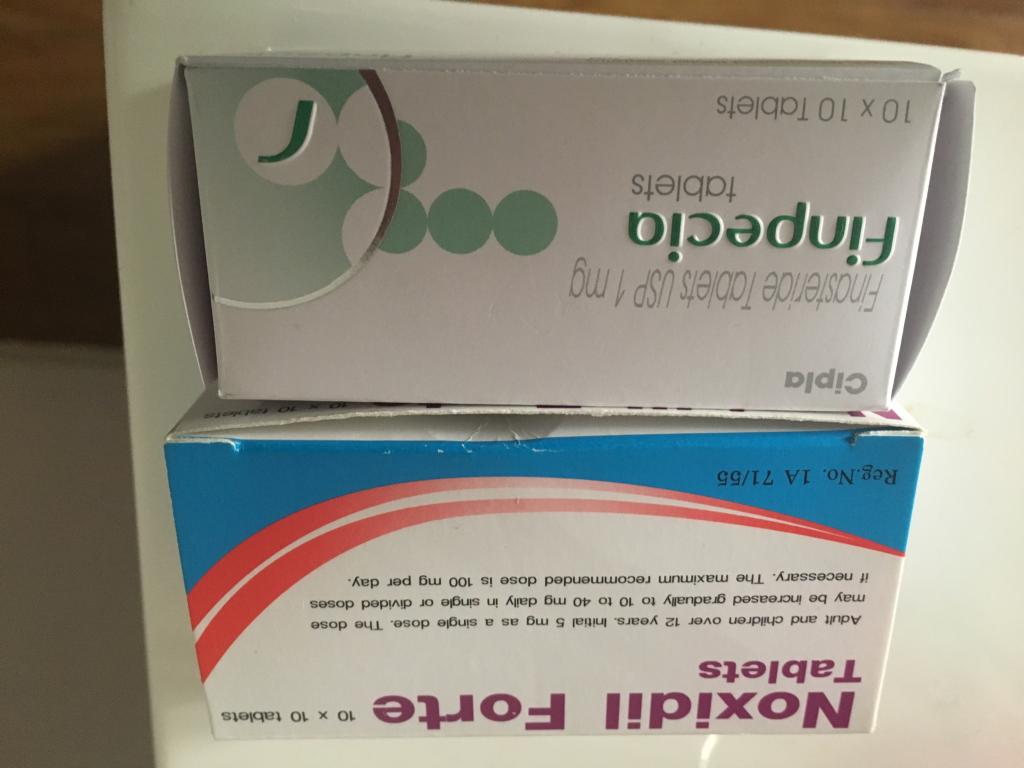 Noxidil Forte 10 x 10 tablets
Tablets
Adult and children over 12 years. Initial 5 mg as a single dose. The dose
may be increased gradually to 10 to 40 mg daily in single or divided doses
if necessary. The maximum recommended dose is 100 mg per day.
Reg.No. 1A 71/55
10 x 10 tablets
Cipla
Finasteride Tablets USP 1 mg
finpecia
tablets
10 x 10 Tablets